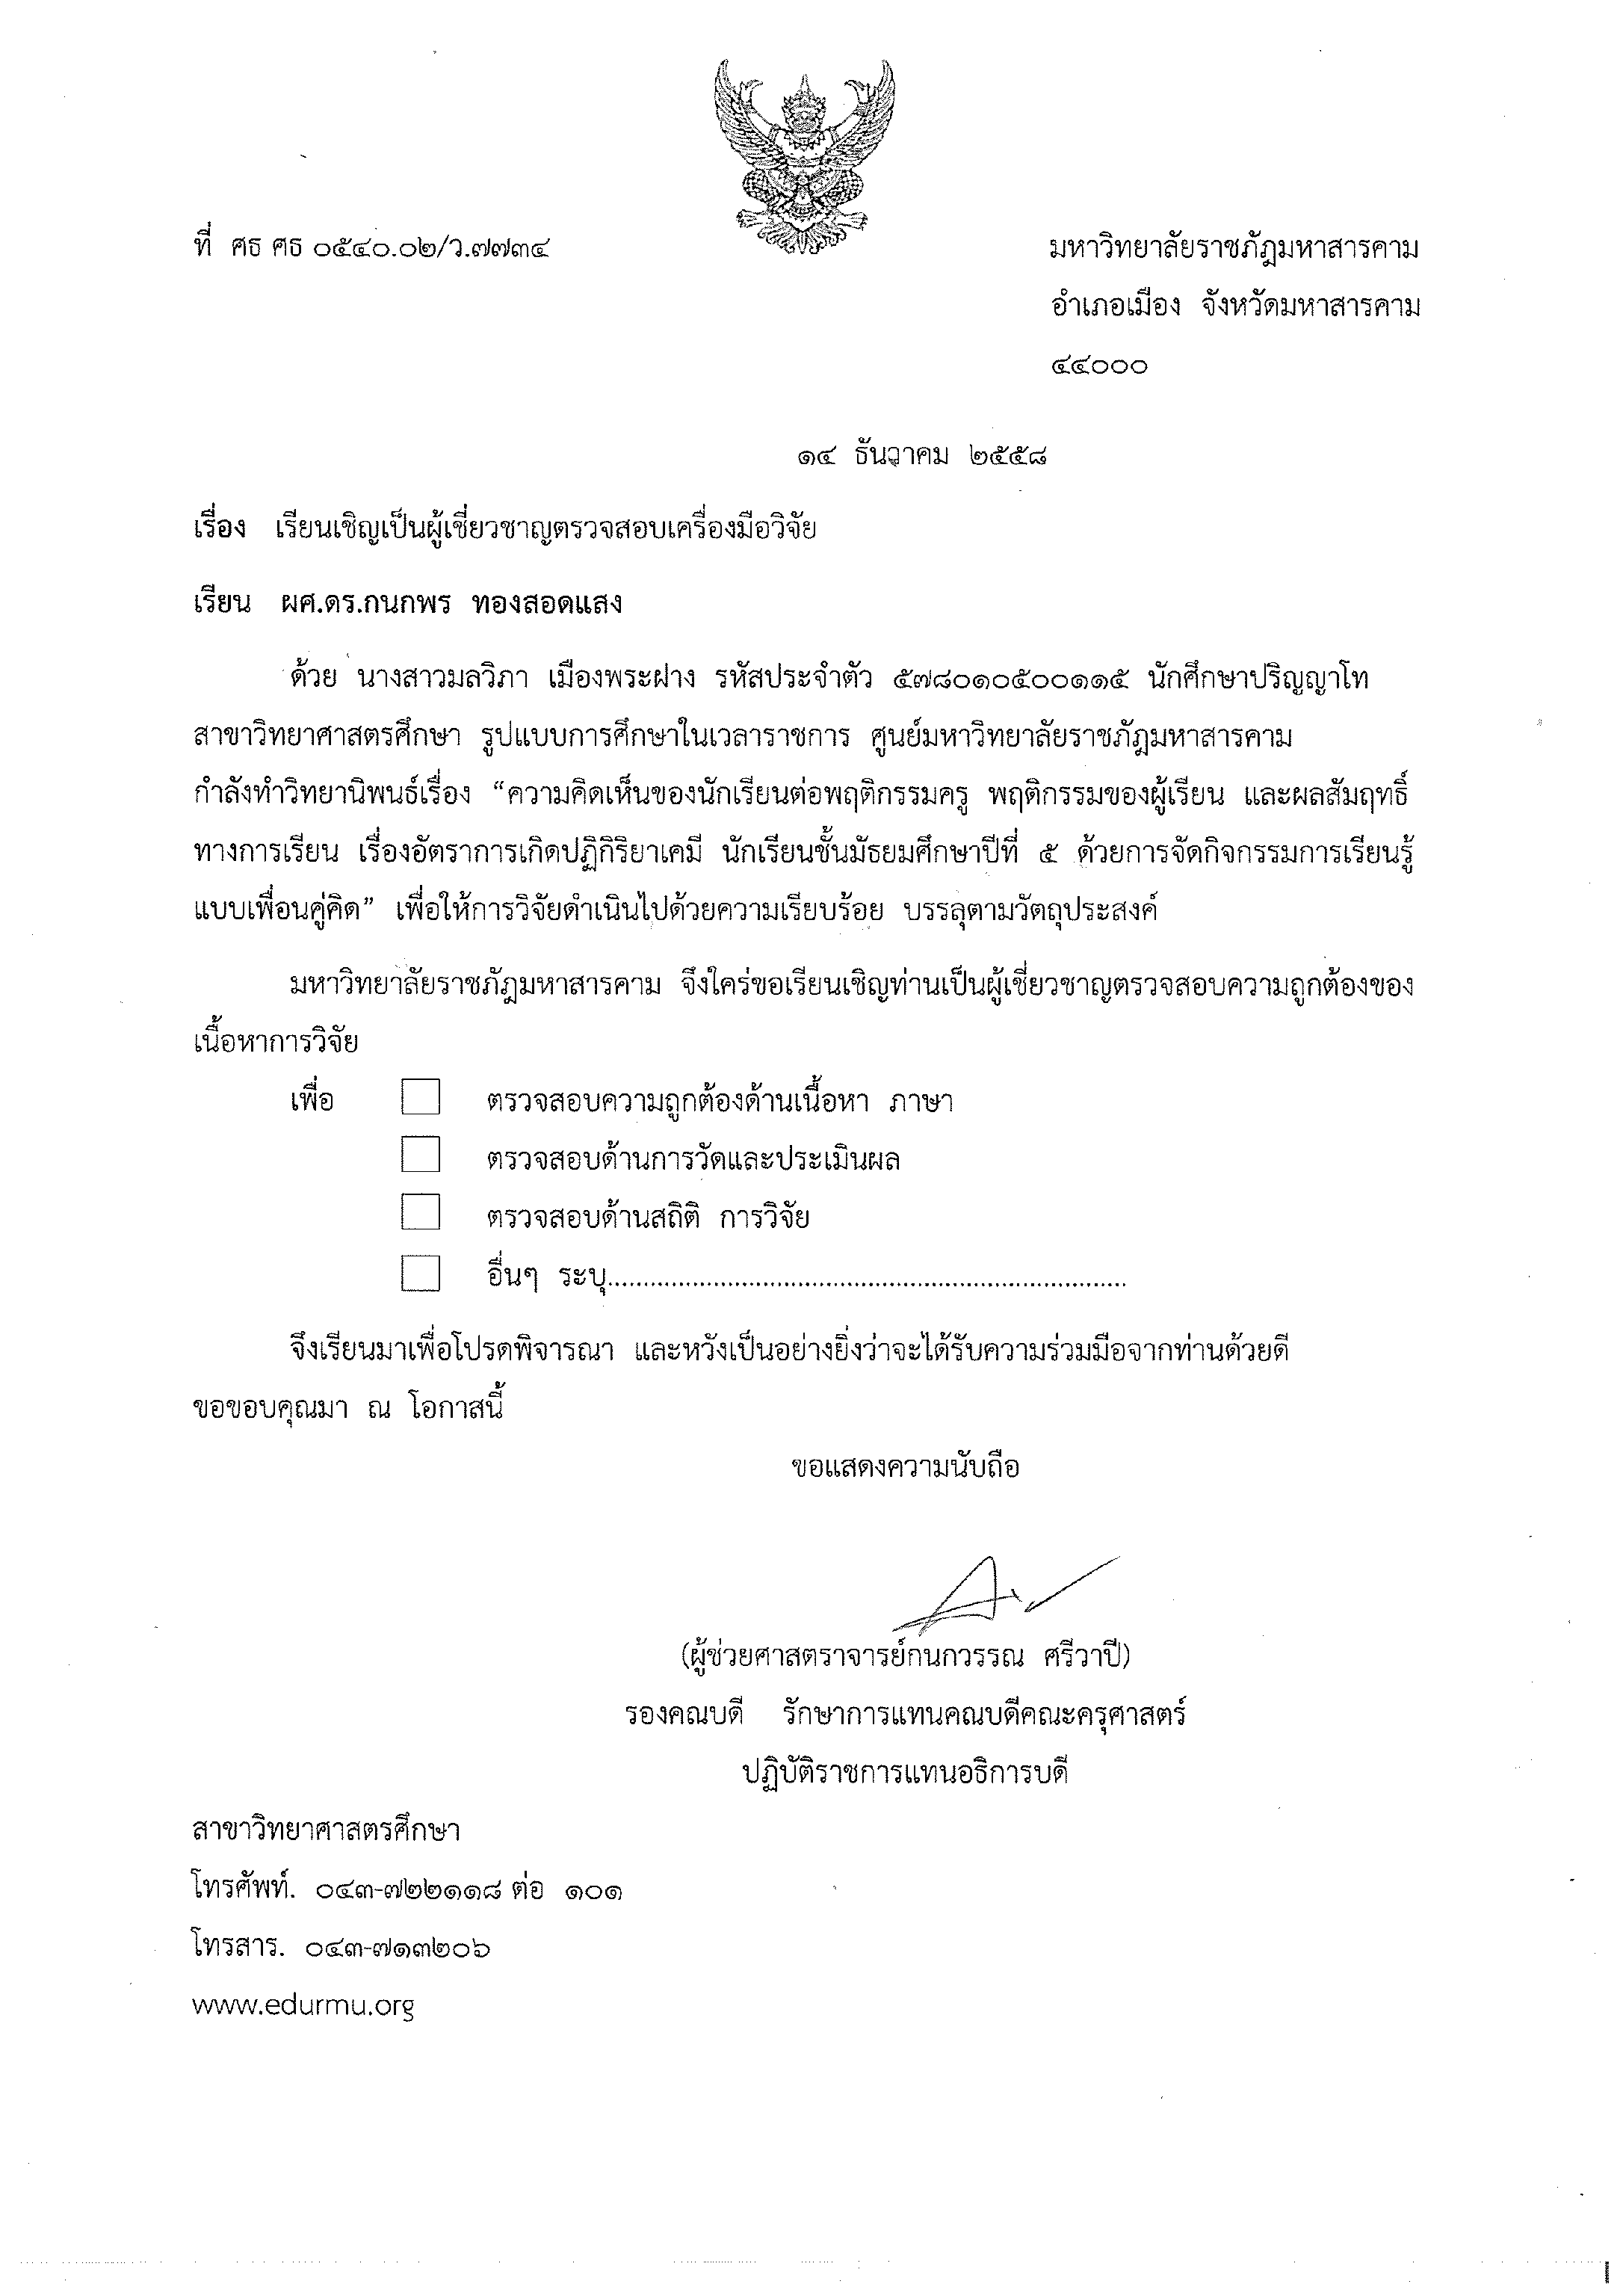 ที่ ศธ ศธ ๐๕๔๐.๐๒/ว.๗๗๓๔
มหาวิทยาลัยราชภัฏมหาสารคาม
อำเภอเมือง จังหวัดมหาสารคาม
๔๔๐๐๐
๑๔ ธันวาคม ๒๕๕๘
เรื่อง เรียนเชิญเป็นผู้เชี่ยวชาญตรวจสอบเครื่องมือวิจัย
เรียน ผศ.ดร.กนกพร ทองสอดแสง
ด้วย นางสาวมลวิภา เมืองพระฝาง รหัสประจำตัว ๕๗๘๐๑๐๕๐๐๑๑๕ นักศึกษาปริญญาโท
สาขาวิทยาศาสตรศึกษา รูปแบบการศึกษาในเวลาราชการ ศูนย์มหาวิทยาลัยราชภัฏมหาสารคาม
กำลังทำวิทยานิพนธ์เรื่อง “ความคิดเห็นของนักเรียนต่อพฤติกรรมครู พฤติกรรมของผู้เรียน และผลสัมฤทธิ์
ทางการเรียน เรื่องอัตราการเกิดปฏิกิริยาเคมี นักเรียนชั้นมัธยมศึกษาปีที่ ๕ ด้วยการจัดกิจกรรมการเรียนรู้
แบบเพื่อนคู่คิด” เพื่อให้การวิจัยดำเนินไปด้วยความเรียบร้อย บรรลุตามวัตถุประสงค์
มหาวิทยาลัยราชภัฏมหาสารคาม จึงใคร่ขอเรียนเชิญท่านเป็นผู้เชี่ยวชาญตรวจสอบความถูกต้องของ
เนื้อหาการวิจัย
เพื่อ ตรวจสอบความถูกต้องด้านเนื้อหา ภาษา
ตรวจสอบด้านการวัดและประเมินผล
ตรวจสอบด้านสถิติ การวิจัย
อื่นๆ ระบุ..........................................................................
จึงเรียนมาเพื่อโปรดพิจารณา และหวังเป็นอย่างยิ่งว่าจะได้รับความร่วมมือจากท่านด้วยดี
ขอขอบคุณมา ณ โอกาสนี้
ขอแสดงความนับถือ
(ผู้ช่วยศาสตราจารย์กนกวรรณ ศรีวาปี)
รองคณบดี รักษาการแทนคณบดีคณะครุศาสตร์
ปฏิบัติราชการแทนอธิการบดี
สาขาวิทยาศาสตรศึกษา
โทรศัพท์. ๐๔๓-๗๒๒๑๑๘ ต่อ ๑๐๑
โทรสาร. ๐๔๓-๗๑๓๒๐๖
www.edurmu.org